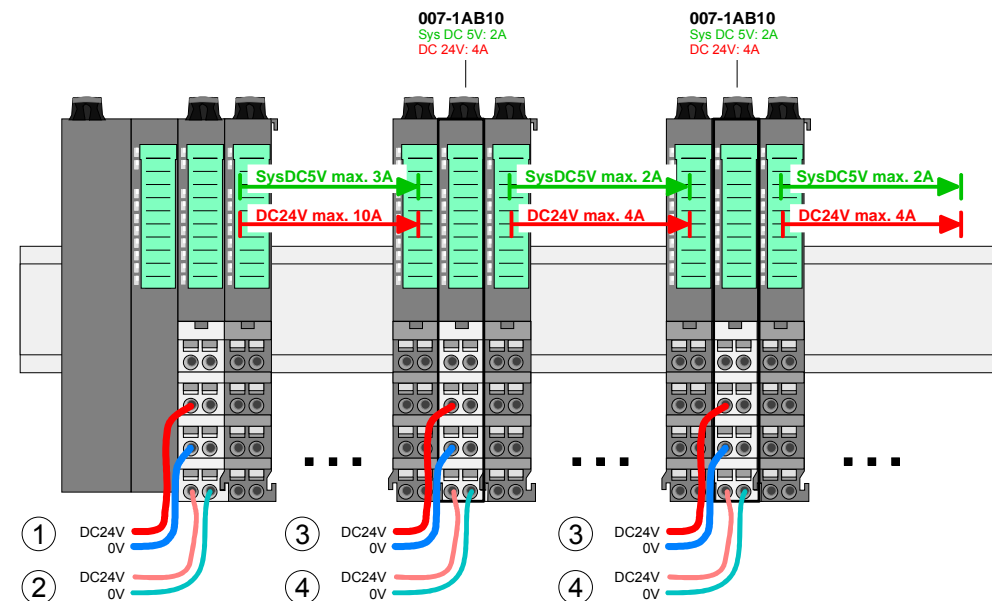 007-1AB10
Sys DC 5V: 2A
DC 24V: 4A
007-1AB10
Sys DC 5V: 2A
DC 24V: 4A
SysDC5V max. 3A
SysDC5V max. 2A
SysDC5V max. 2A
DC24V max. 10A
DC24V max. 4A
DC24V max. 4A
1 DC24V
0V
3 DC24V
0V
3 DC24V
0V
2 DC24V
0V
4 DC24V
0V
4 DC24V
0V